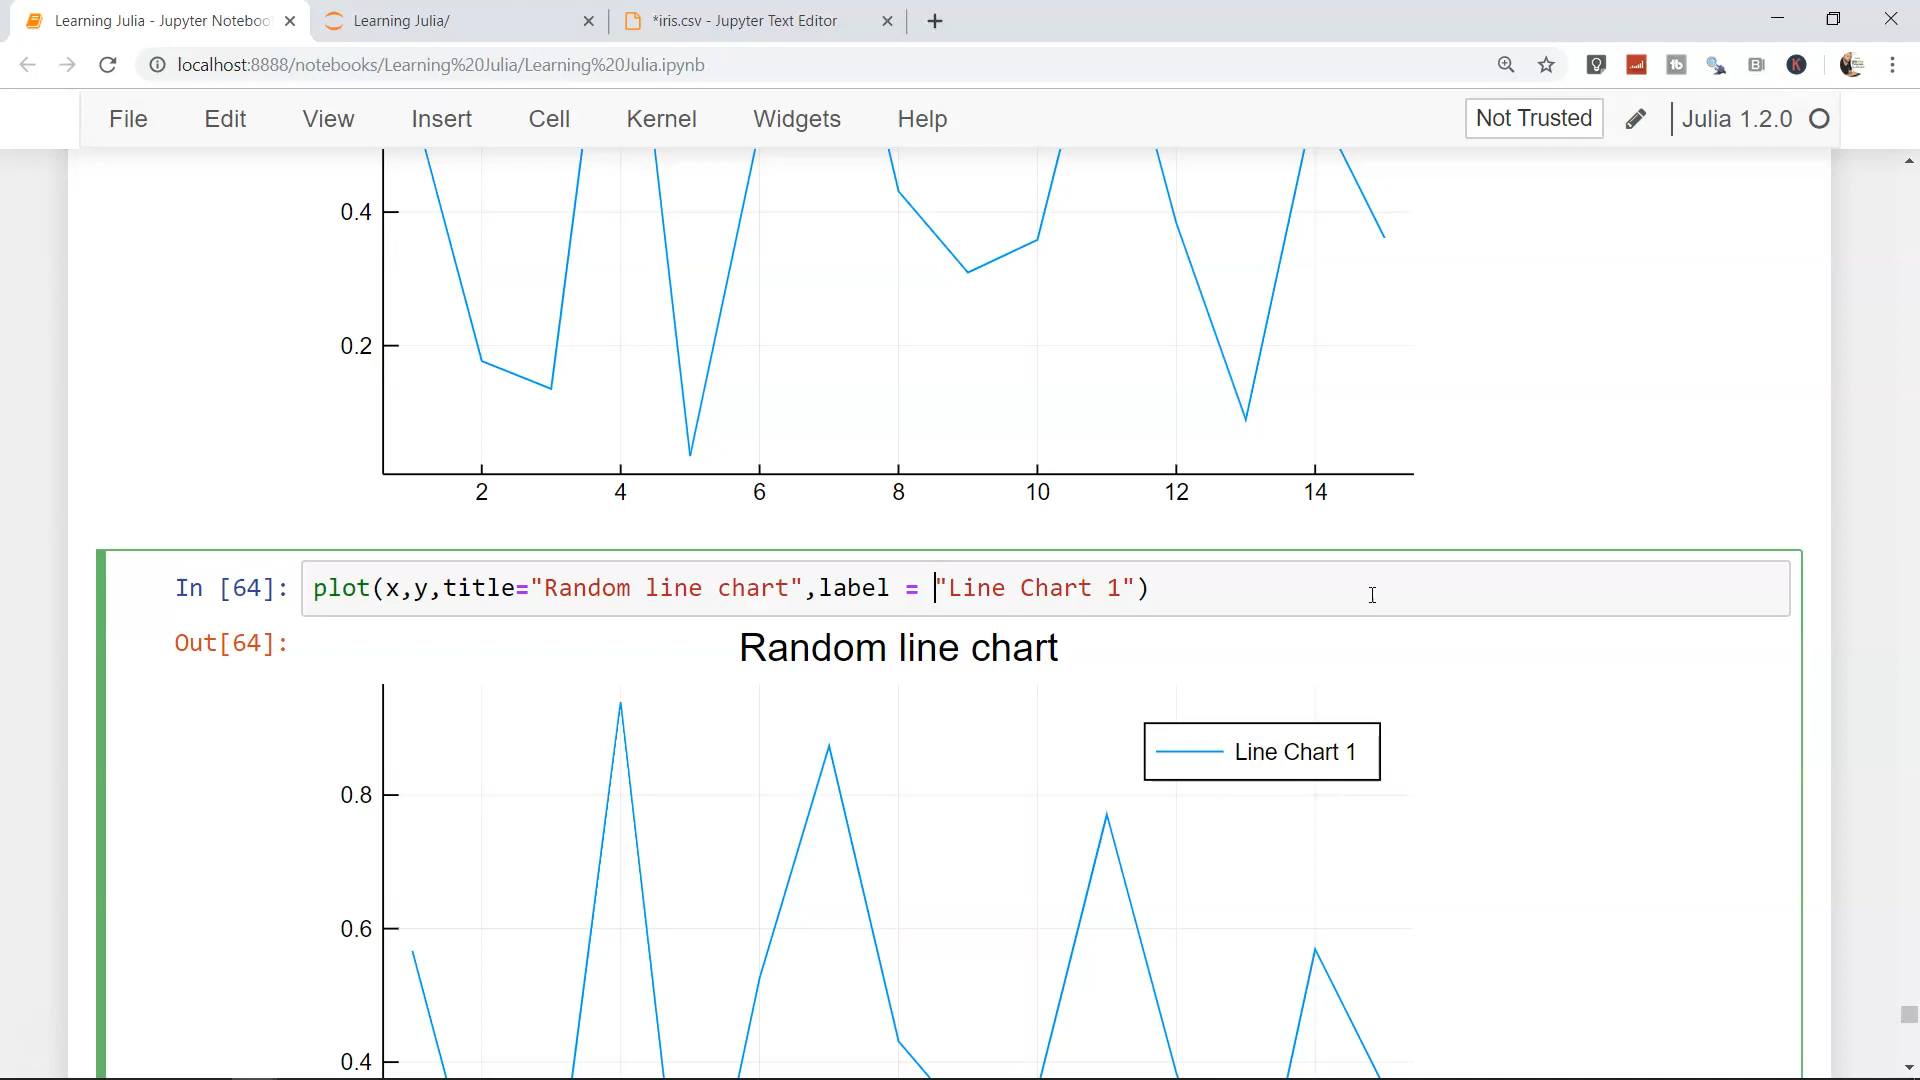 Learning Julia - Jupyter Noteboo
Learning Julia/
*iris.csv - Jupyter Text Editor
localhost:8888/notebooks/Learning%20Julia/Learning%20Julia.ipynb
File Edit View Insert Cell Kernel Widgets Help Not Trusted Julia 1.2.0
0.4
0.2
2 4 6 8 10 12 14
In [64]: plot(x,y,title="Random line chart",label = "Line Chart 1")
Out[64]: Random line chart
Line Chart 1
0.8
0.6
0.4